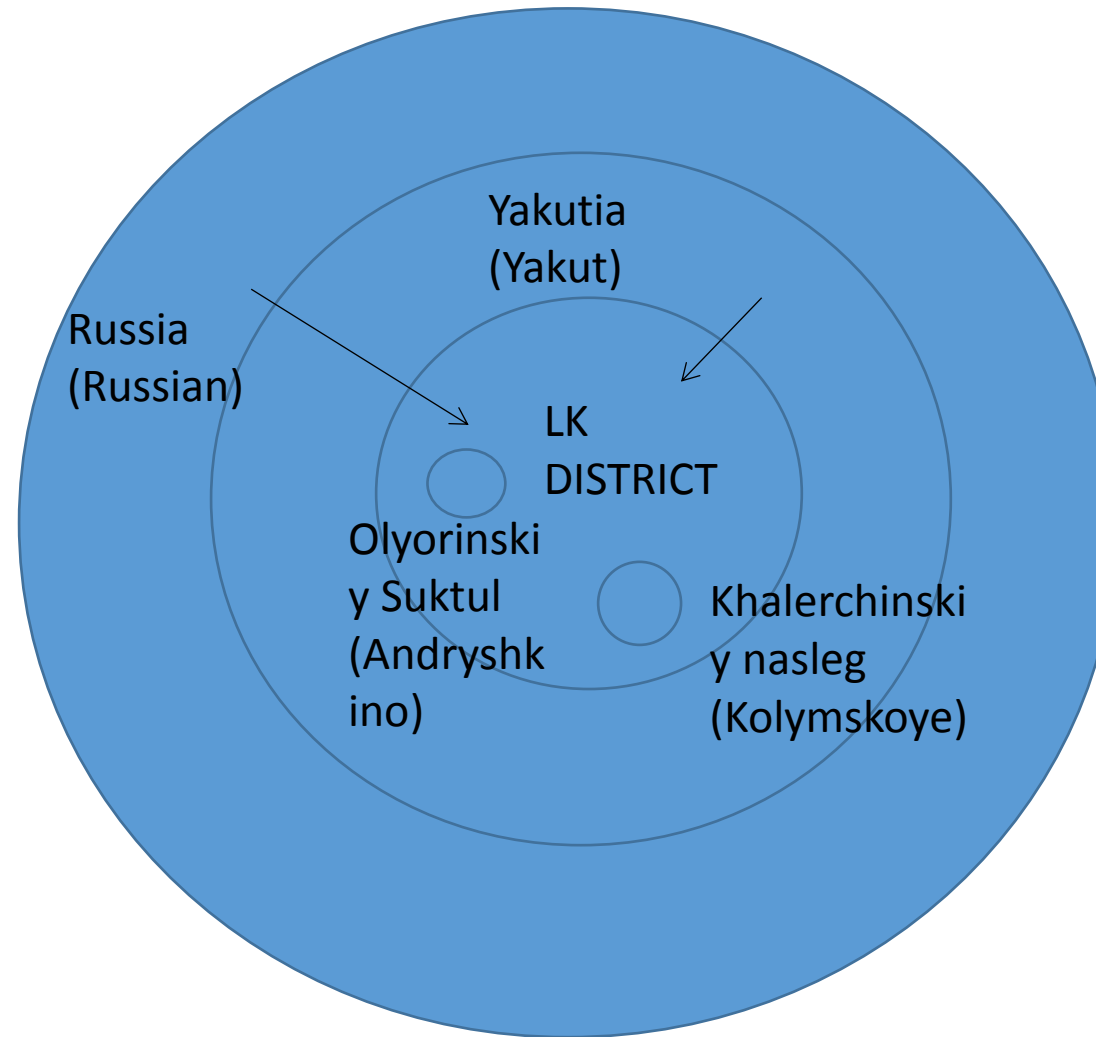 Yakutia
(Yakut)
Russia
(Russian)
LK
DISTRICT
Olyorinski
y Suktul
(Andryshk
ino)
Khalerchinski
y nasleg
(Kolymskoye)